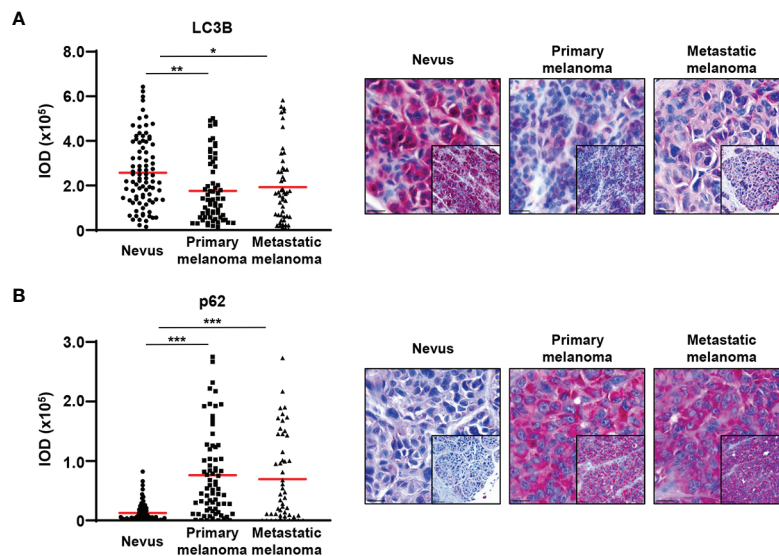 A
LC3B
8.0
6.0
4.0
2.0
0
IOD (x10⁵)
*
**
Nevus
Primary
melanoma
Metastatic
melanoma
Nevus
Primary
melanoma
Metastatic
melanoma
B
p62
3.0
2.0
1.0
0
IOD (x10⁵)
***
***
Nevus
Primary
melanoma
Metastatic
melanoma
Nevus
Primary
melanoma
Metastatic
melanoma